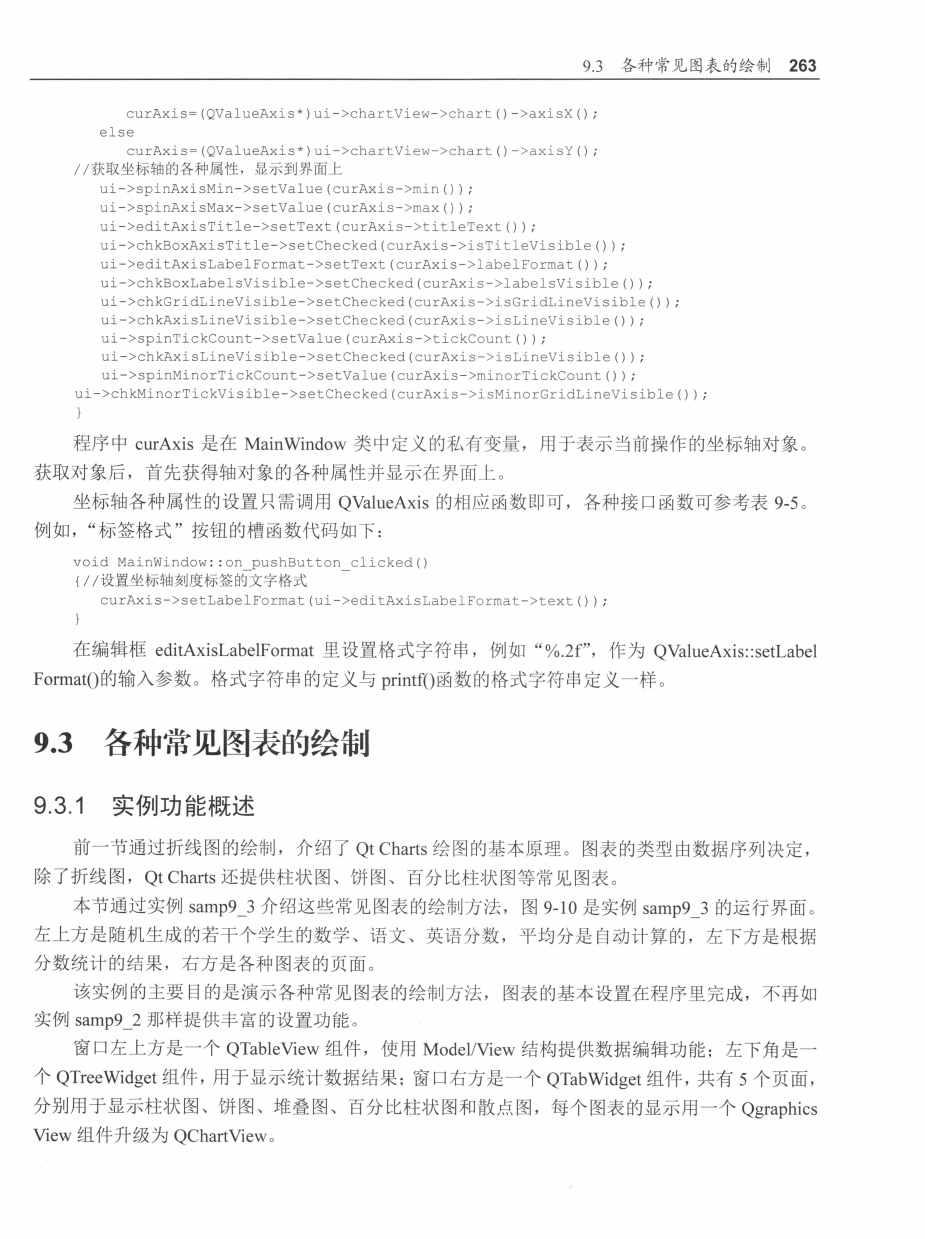 9.3 各种常见图表的绘制 263
curAxis=(QValueAxis*)ui->chartView->chart()->axisX();
else
curAxis=(QValueAxis*)ui->chartView->chart()->axisY();
//获取坐标轴的各种属性，显示到界面上
ui->spinAxisMin->setValue(curAxis->min());
ui->spinAxisMax->setValue(curAxis->max());
ui->editAxisTitle->setText(curAxis->titleText());
ui->chkBoxAxisTitle->setChecked(curAxis->isTitleVisible());
ui->editAxisLabelFormat->setText(curAxis->labelFormat());
ui->chkBoxLabelsVisible->setChecked(curAxis->labelsVisible());
ui->chkGridLineVisible->setChecked(curAxis->isGridLineVisible());
ui->chkAxisLineVisible->setChecked(curAxis->isLineVisible());
ui->spinTickCount->setValue(curAxis->tickCount());
ui->chkAxisLineVisible->setChecked(curAxis->isLineVisible());
ui->spinMinorTickCount->setValue(curAxis->minorTickCount());
ui->chkMinorTickVisible->setChecked(curAxis->isMinorGridLineVisible());
}
程序中 curAxis 是在 MainWindow 类中定义的私有变量，用于表示当前操作的坐标轴对象。
获取对象后，首先获得轴对象的各种属性并显示在界面上。
坐标轴各种属性的设置只需调用 QValueAxis 的相应函数即可，各种接口函数可参考表 9-5。
例如，“标签格式”按钮的槽函数代码如下：
void MainWindow::on_pushButton_clicked()
{//设置坐标轴刻度标签的文字格式
curAxis->setLabelFormat(ui->editAxisLabelFormat->text());
}
在编辑框 editAxisLabelFormat 里设置格式字符串，例如“%.2f”，作为 QValueAxis::setLabel
Format()的输入参数。格式字符串的定义与 printf()函数的格式字符串定义一样。
9.3 各种常见图表的绘制
9.3.1 实例功能概述
前一节通过折线图的绘制，介绍了 Qt Charts 绘图的基本原理。图表的类型由数据序列决定，
除了折线图，Qt Charts 还提供柱状图、饼图、百分比柱状图等常见图表。
本节通过实例 samp9_3 介绍这些常见图表的绘制方法，图 9-10 是实例 samp9_3 的运行界面。
左上方是随机生成的若干个学生的数学、语文、英语分数，平均分是自动计算的，左下方是根据
分数统计的结果，右方是各种图表的页面。
该实例的主要目的是演示各种常见图表的绘制方法，图表的基本设置在程序里完成，不再如
实例 samp9_2 那样提供丰富的设置功能。
窗口左上方是一个 QTableView 组件，使用 Model/View 结构提供数据编辑功能；左下角是一
个 QTreeWidget 组件，用于显示统计数据结果；窗口右方是一个 QTabWidget 组件，共有 5 个页面，
分别用于显示柱状图、饼图、堆叠图、百分比柱状图和散点图，每个图表的显示用一个 Qgraphics
View 组件升级为 QChartView。